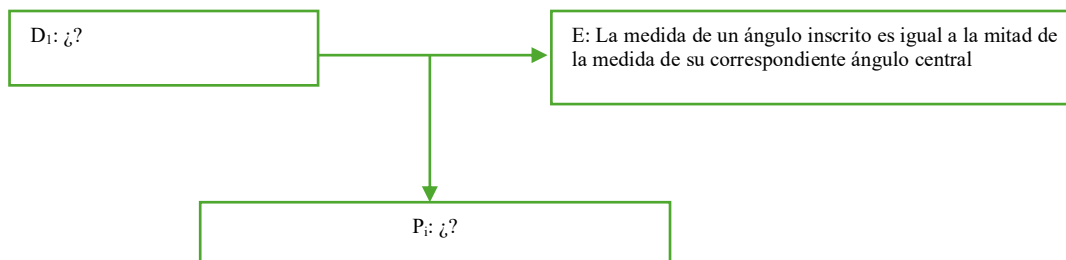 D₁: ¿?
E: La medida de un ángulo inscrito es igual a la mitad de
la medida de su correspondiente ángulo central
Pᵢ: ¿?